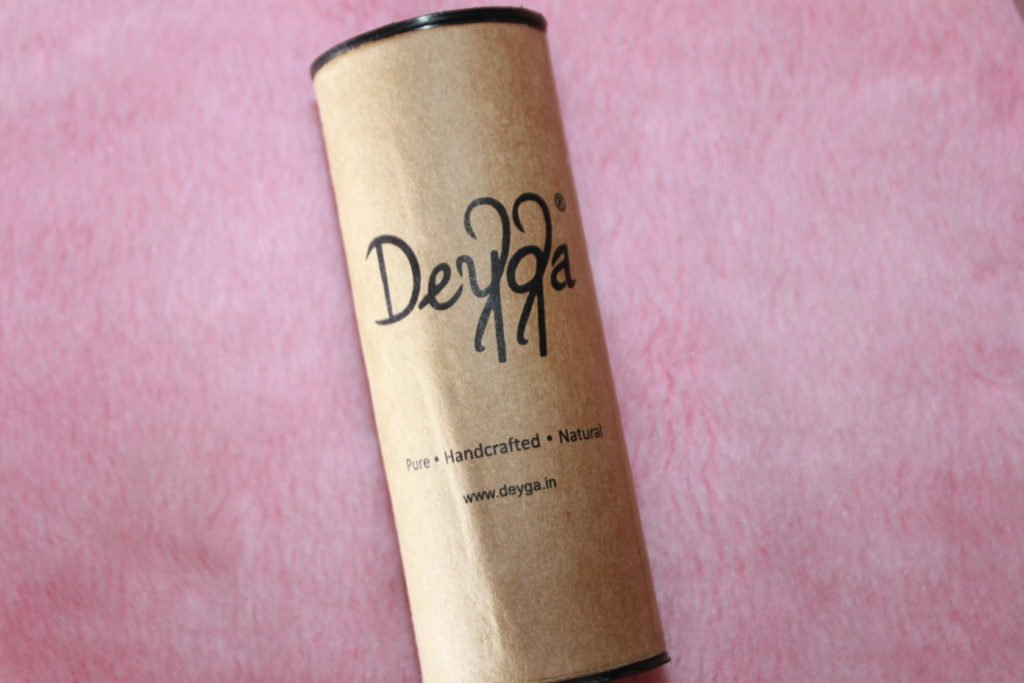 Deyga®
Pure • Handcrafted • Natural
www.deyga.in